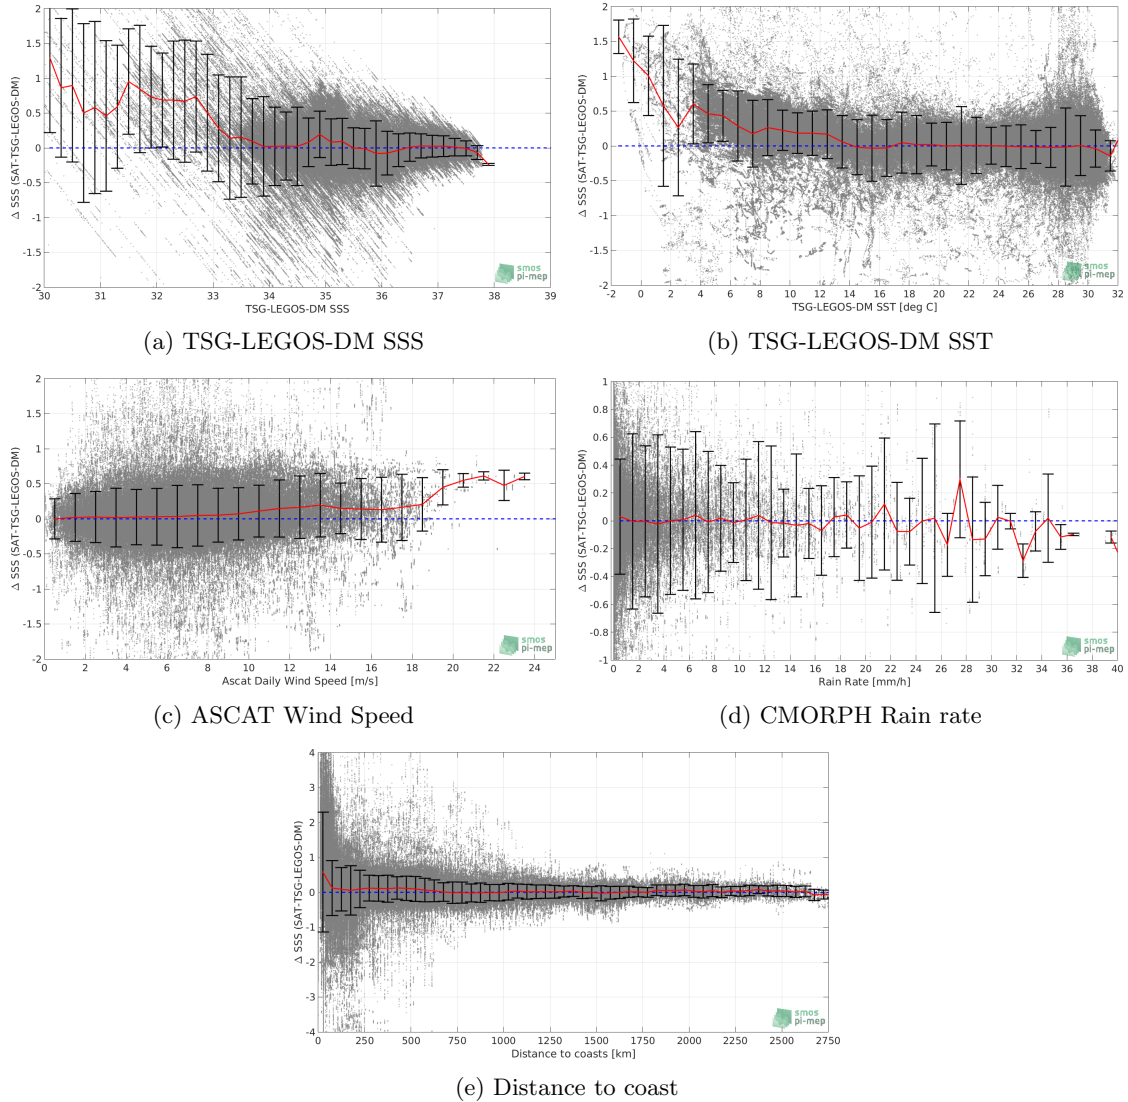 2
1.5
1
0.5
0
-0.5
-1
-1.5
-2
Δ SSS (SAT-TSG-LEGOS-DM)
30 31 32 33 34 35 36 37 38 39
TSG-LEGOS-DM SSS
smos
pi-mep
(a) TSG-LEGOS-DM SSS
2
1.5
1
0.5
0
-0.5
-1
-1.5
-2
Δ SSS (SAT-TSG-LEGOS-DM)
-2 0 2 4 6 8 10 12 14 16 18 20 22 24 26 28 30 32
TSG-LEGOS-DM SST [deg C]
smos
pi-mep
(b) TSG-LEGOS-DM SST
2
1.5
1
0.5
0
-0.5
-1
-1.5
-2
Δ SSS (SAT-TSG-LEGOS-DM)
0 2 4 6 8 10 12 14 16 18 20 22 24
Ascat Daily Wind Speed [m/s]
smos
pi-mep
(c) ASCAT Wind Speed
1
0.8
0.6
0.4
0.2
0
-0.2
-0.4
-0.6
-0.8
-1
Δ SSS (SAT-TSG-LEGOS-DM)
0 2 4 6 8 10 12 14 16 18 20 22 24 26 28 30 32 34 36 38 40
Rain Rate [mm/h]
smos
pi-mep
(d) CMORPH Rain rate
4
3
2
1
0
-1
-2
-3
-4
Δ SSS (SAT-TSG-LEGOS-DM)
0 250 500 750 1000 1250 1500 1750 2000 2250 2500 2750
Distance to coasts [km]
smos
pi-mep
(e) Distance to coast